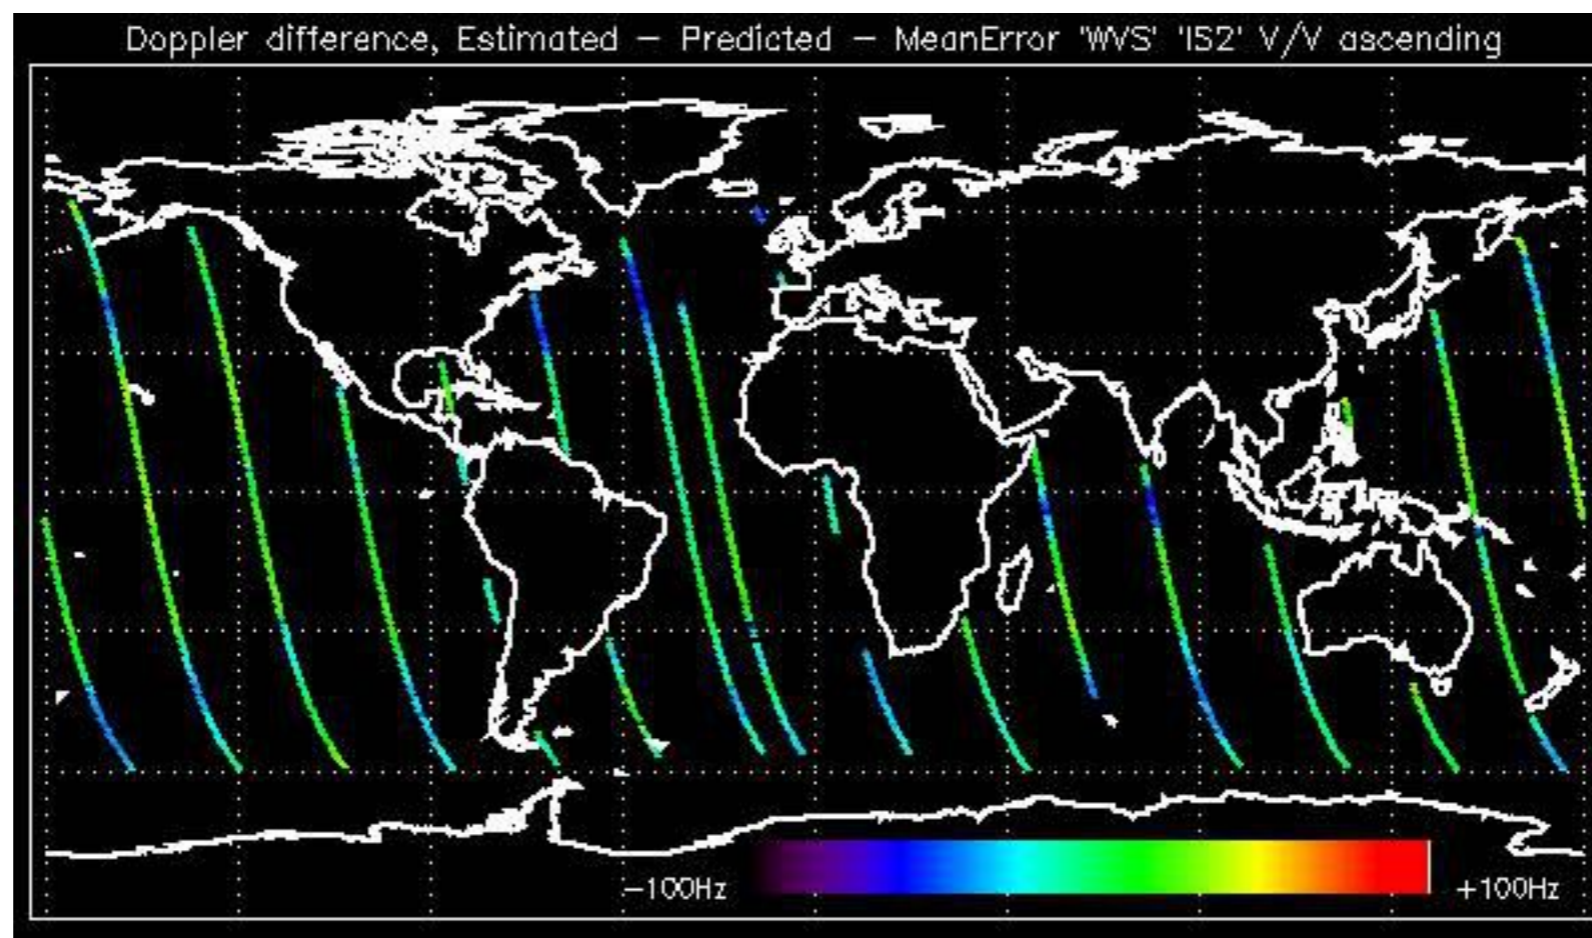 Doppler difference, Estimated − Predicted − MeanError 'WVS' 'IS2' V/V ascending
−100Hz
+100Hz